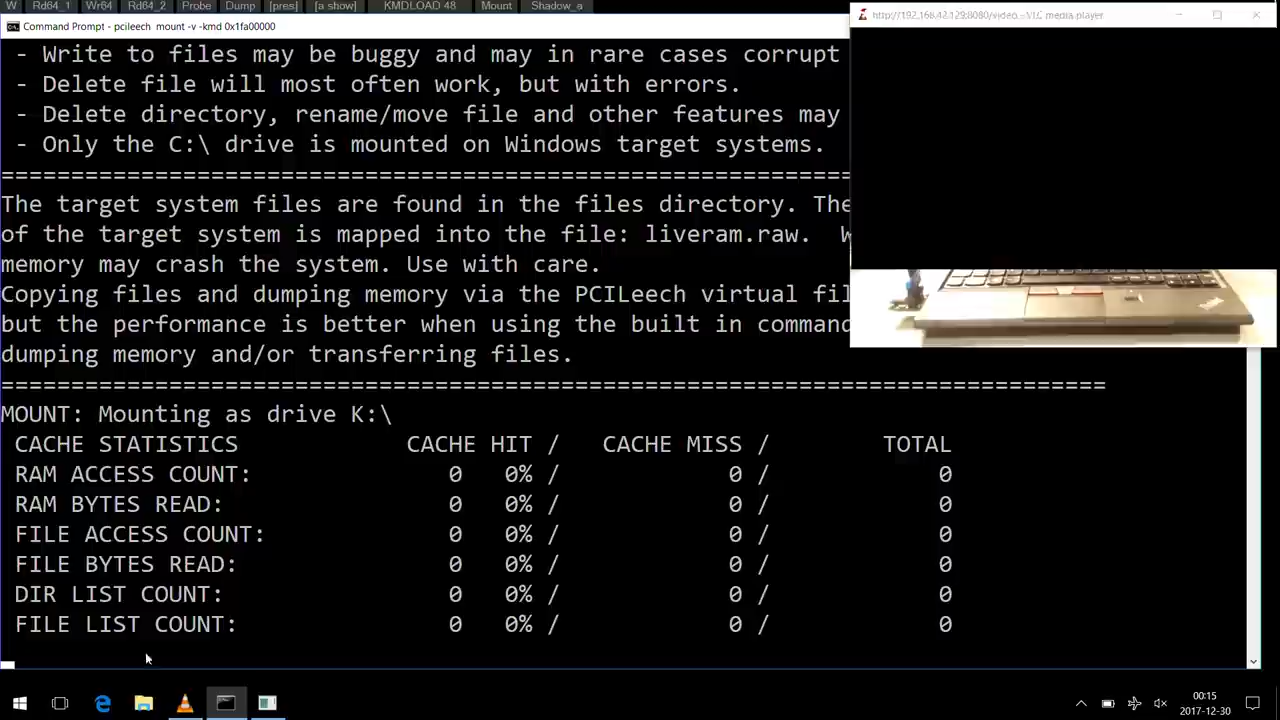 W Rd64_1 Wr64 Rd64_2 Probe Dump [pres] [a show] KMDLOAD 48 Mount Shadow_a
Command Prompt - pcileech mount -v -kmd 0x1fa00000
http://192.168.42.129:8080/video - VLC media player
- Write to files may be buggy and may in rare cases corrupt
- Delete file will most often work, but with errors.
- Delete directory, rename/move file and other features may
- Only the C:\ drive is mounted on Windows target systems.
===============================================================================
The target system files are found in the files directory. The
of the target system is mapped into the file: liveram.raw.
memory may crash the system. Use with care.
Copying files and dumping memory via the PCILeech virtual fil
but the performance is better when using the built in command
dumping memory and/or transferring files.
===============================================================================
MOUNT: Mounting as drive K:\
CACHE STATISTICS CACHE HIT / CACHE MISS / TOTAL
RAM ACCESS COUNT: 0 0% / 0 / 0
RAM BYTES READ: 0 0% / 0 / 0
FILE ACCESS COUNT: 0 0% / 0 / 0
FILE BYTES READ: 0 0% / 0 / 0
DIR LIST COUNT: 0 0% / 0 / 0
FILE LIST COUNT: 0 0% / 0 / 0
00:15
2017-12-30